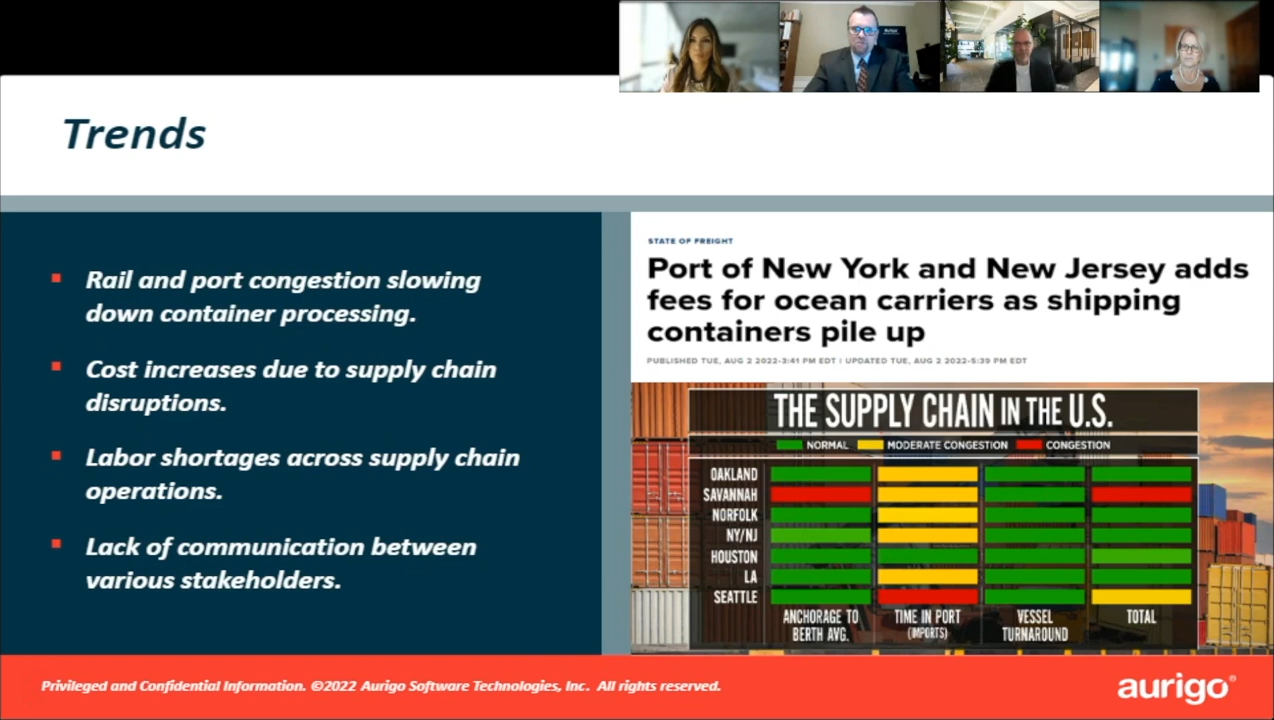 Trends
Rail and port congestion slowing
down container processing.
Cost increases due to supply chain
disruptions.
Labor shortages across supply chain
operations.
Lack of communication between
various stakeholders.
STATE OF FREIGHT
Port of New York and New Jersey adds
fees for ocean carriers as shipping
containers pile up
PUBLISHED TUE, AUG 2 2022-3:41 PM EDT | UPDATED TUE, AUG 2 2022-5:39 PM EDT
THE SUPPLY CHAIN IN THE U.S.
NORMAL MODERATE CONGESTION CONGESTION
OAKLAND
SAVANNAH
NORFOLK
NY/NJ
HOUSTON
LA
SEATTLE
ANCHORAGE TO
BERTH AVG.
TIME IN PORT
(IMPORTS)
VESSEL
TURNAROUND
TOTAL
Privileged and Confidential Information. ©2022 Aurigo Software Technologies, Inc. All rights reserved.
aurigo®